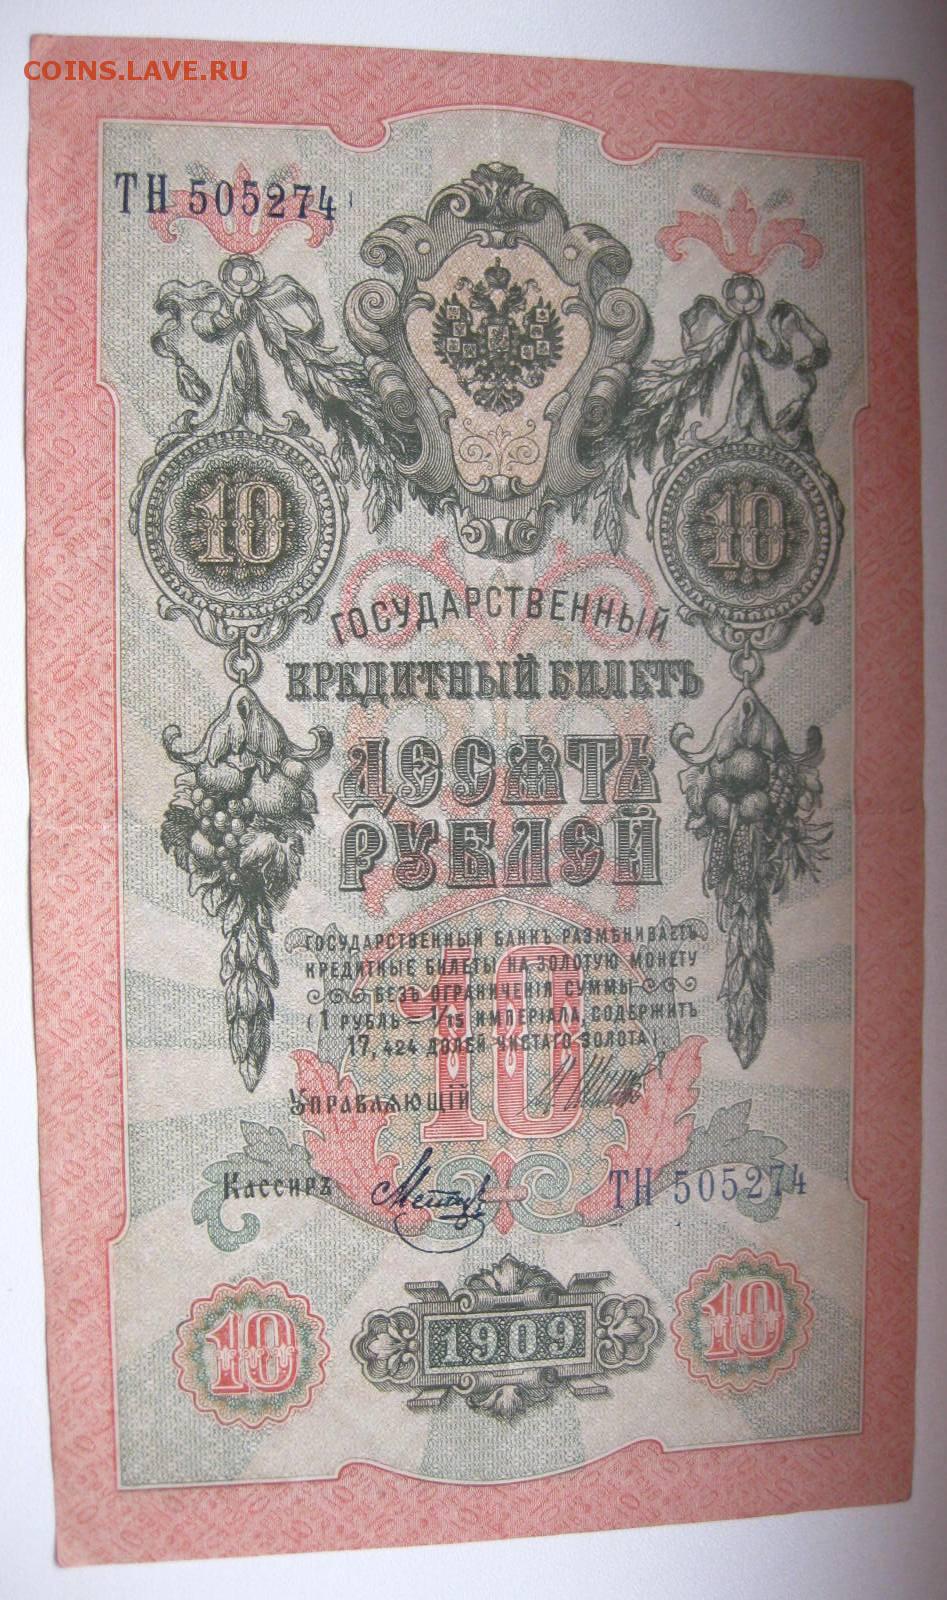 COINS.LAVE.RU
ТН 505274
10 10
ГОСУДАРСТВЕННЫЙ
КРЕДИТНЫЙ БИЛЕТЪ
ДЕСЯТЬ
РУБЛЕЙ
ГОСУДАРСТВЕННЫЙ БАНКЪ РАЗМѢНИВАЕТЪ
КРЕДИТНЫЕ БИЛЕТЫ НА ЗОЛОТУЮ МОНЕТУ
БЕЗЪ ОГРАНИЧЕНІЯ СУММЫ
(1 РУБЛЬ = 1/15 ИМПЕРІАЛА, СОДЕРЖИТЪ
17,424 ДОЛЕЙ ЧИСТАГО ЗОЛОТА).
10
УПРАВЛЯЮЩІЙ
Кассиръ
ТН 505274
10 1909 10